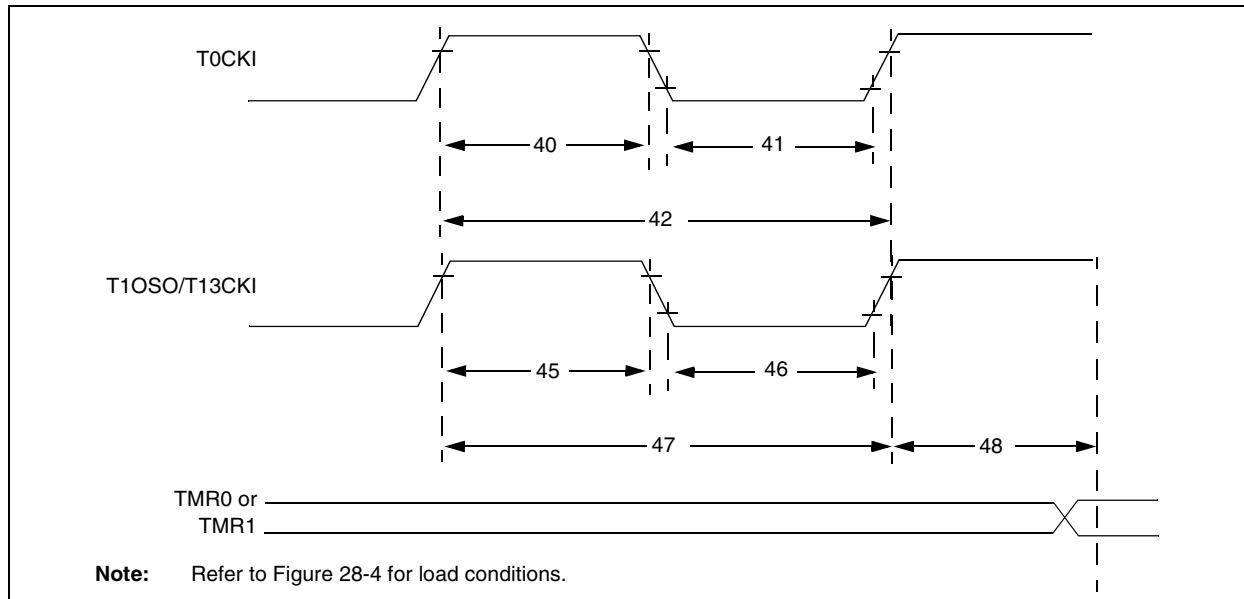 T0CKI
40
41
42
T1OSO/T13CKI
45
46
47
48
TMR0 or
TMR1
Note: Refer to Figure 28-4 for load conditions.